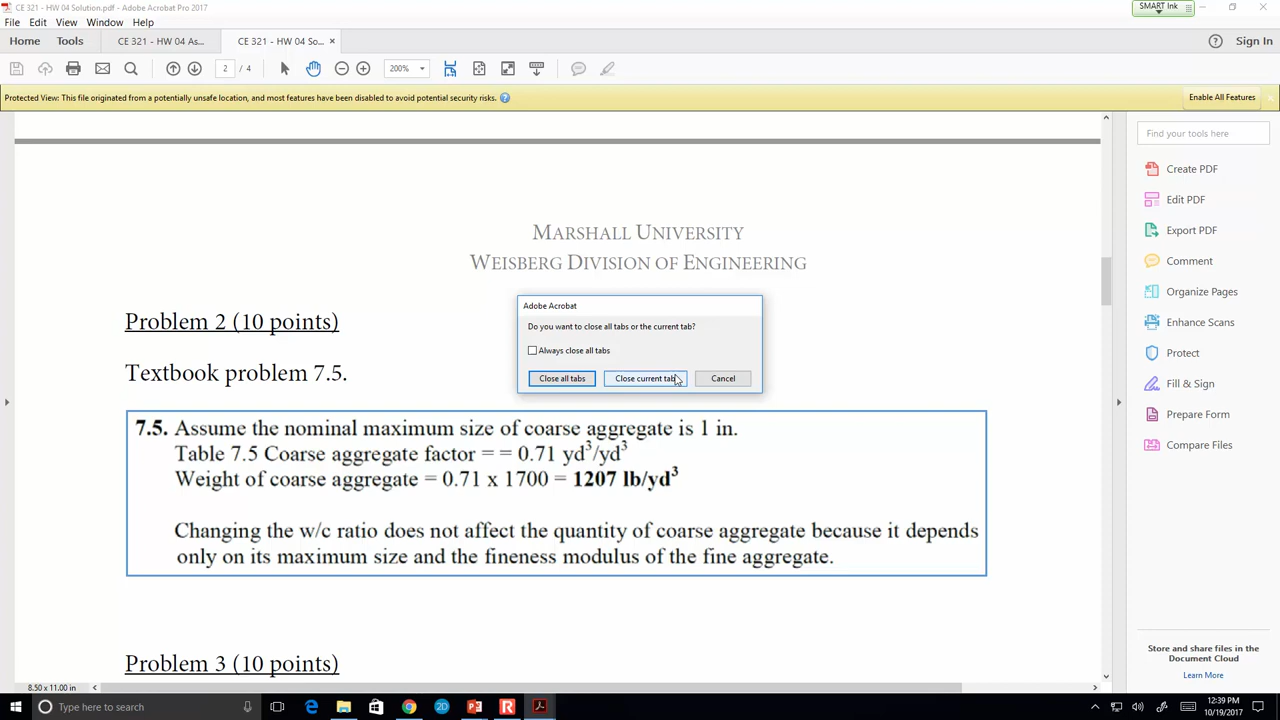 CE 321 - HW 04 Solution.pdf - Adobe Acrobat Pro 2017
SMART Ink
File Edit View Window Help
Home Tools CE 321 - HW 04 As... CE 321 - HW 04 So... × Sign In
2 / 4 200%
Protected View: This file originated from a potentially unsafe location, and most features have been disabled to avoid potential security risks. Enable All Features
Find your tools here
Create PDF
Edit PDF
Export PDF
Comment
Organize Pages
Enhance Scans
Protect
Fill & Sign
Prepare Form
Compare Files
Store and share files in the
Document Cloud
Learn More
MARSHALL UNIVERSITY
WEISBERG DIVISION OF ENGINEERING
Adobe Acrobat
Do you want to close all tabs or the current tab?
Always close all tabs
Close all tabs Close current tab Cancel
Problem 2 (10 points)
Textbook problem 7.5.
7.5. Assume the nominal maximum size of coarse aggregate is 1 in.
Table 7.5 Coarse aggregate factor = = 0.71 yd³/yd³
Weight of coarse aggregate = 0.71 x 1700 = 1207 lb/yd³
Changing the w/c ratio does not affect the quantity of coarse aggregate because it depends
only on its maximum size and the fineness modulus of the fine aggregate.
Problem 3 (10 points)
8.50 x 11.00 in
Type here to search
12:39 PM
10/19/2017